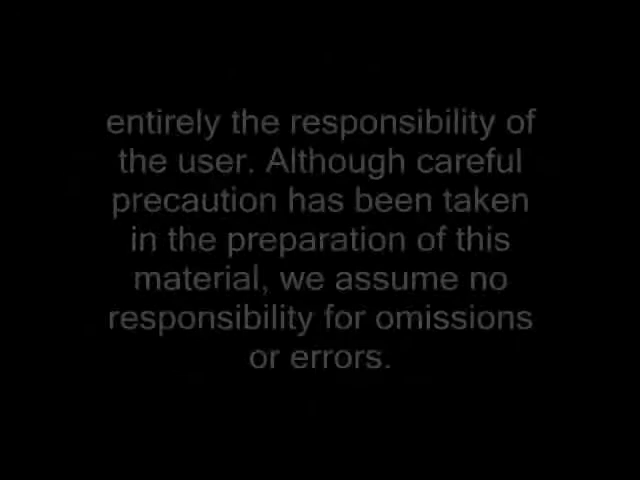 entirely the responsibility of
the user. Although careful
precaution has been taken
in the preparation of this
material, we assume no
responsibility for omissions
or errors.